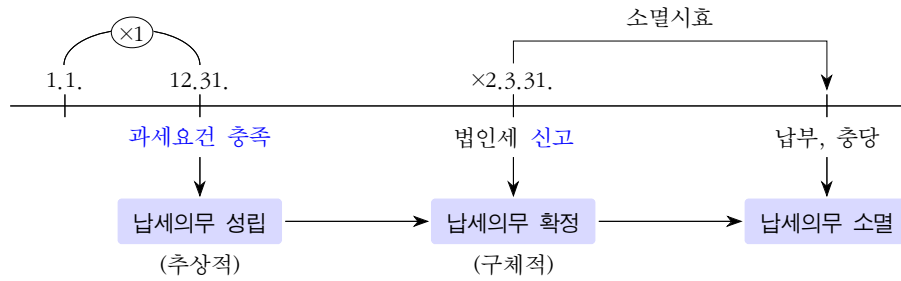 소멸시효
×1
1.1. 12.31. ×2.3.31.
과세요건 충족 법인세 신고 납부, 충당
납세의무 성립 납세의무 확정 납세의무 소멸
(추상적) (구체적)